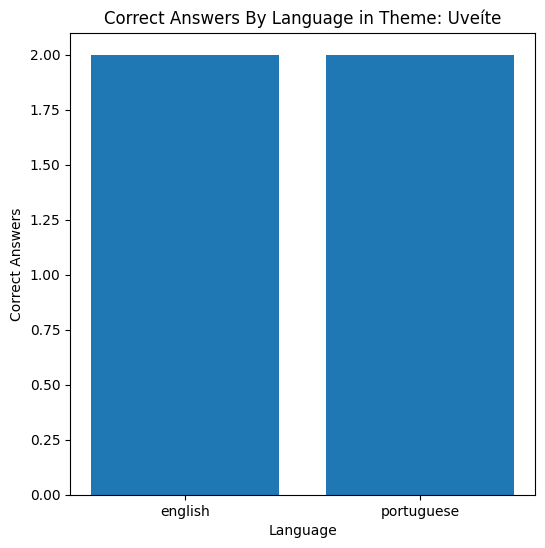 Correct Answers By Language in Theme: Uveíte
2.00
1.75
1.50
1.25
1.00
0.75
0.50
0.25
0.00
Correct Answers
english
portuguese
Language